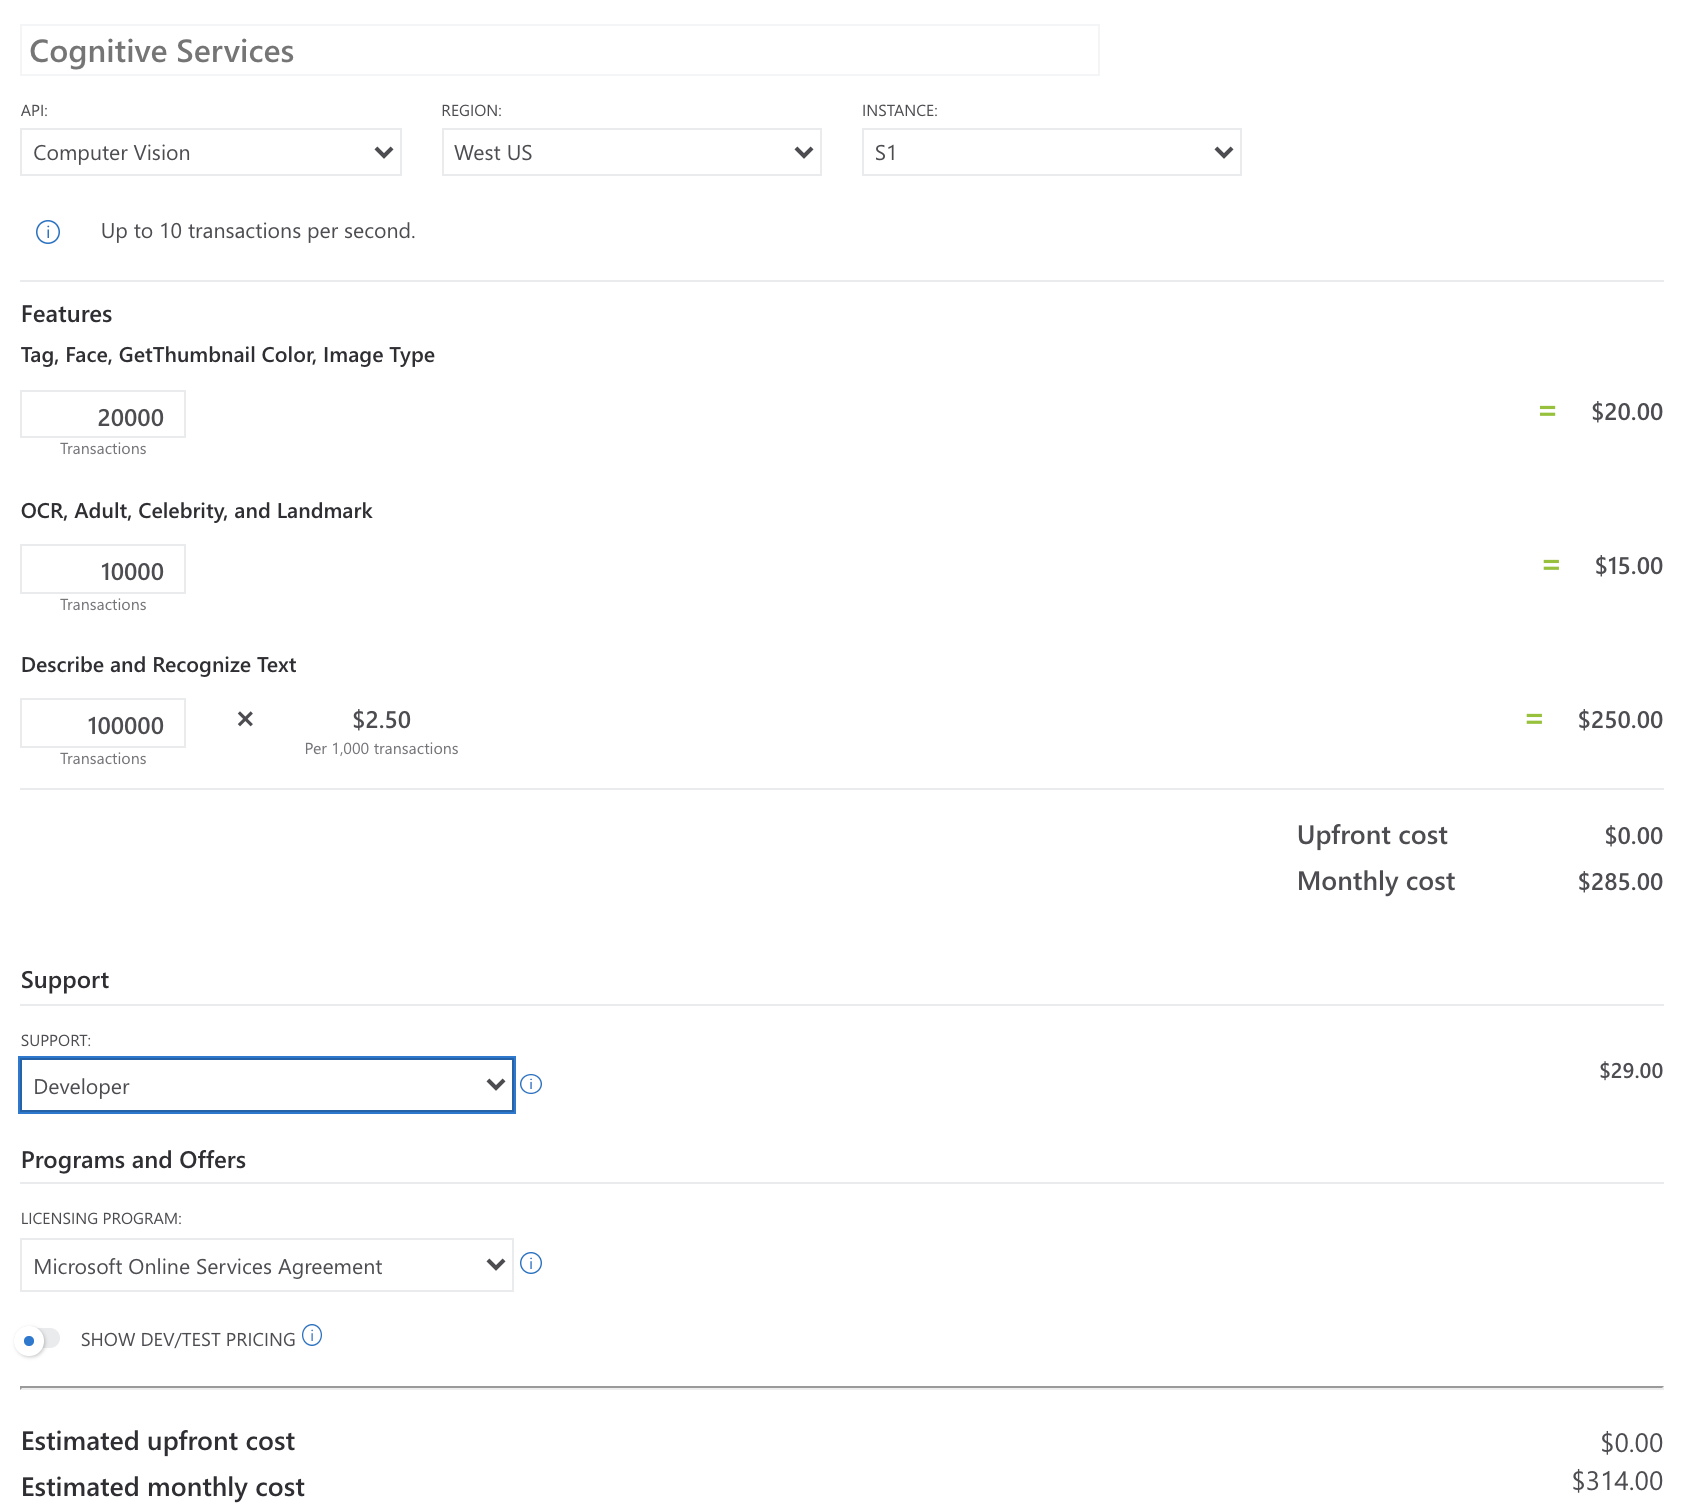 Cognitive Services
API: REGION: INSTANCE:
Computer Vision West US S1
Up to 10 transactions per second.
Features
Tag, Face, GetThumbnail Color, Image Type
20000 = $20.00
Transactions
OCR, Adult, Celebrity, and Landmark
10000 = $15.00
Transactions
Describe and Recognize Text
100000 × $2.50 = $250.00
Transactions Per 1,000 transactions
Upfront cost $0.00
Monthly cost $285.00
Support
SUPPORT:
Developer $29.00
Programs and Offers
LICENSING PROGRAM:
Microsoft Online Services Agreement
SHOW DEV/TEST PRICING
Estimated upfront cost $0.00
Estimated monthly cost $314.00